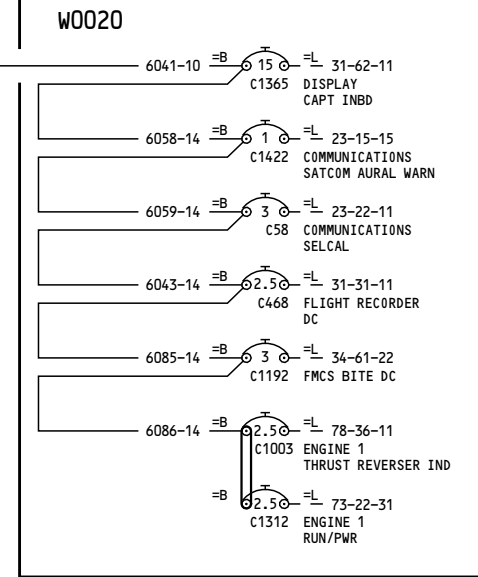 W0020
6041-10 =B 15 =L 31-62-11
C1365 DISPLAY
CAPT INBD
6058-14 =B 1 =L 23-15-15
C1422 COMMUNICATIONS
SATCOM AURAL WARN
6059-14 =B 3 =L 23-22-11
C58 COMMUNICATIONS
SELCAL
6043-14 =B 2.5 =L 31-31-11
C468 FLIGHT RECORDER
DC
6085-14 =B 3 =L 34-61-22
C1192 FMCS BITE DC
6086-14 =B 2.5 =L 78-36-11
C1003 ENGINE 1
THRUST REVERSER IND
=B 2.5 =L 73-22-31
C1312 ENGINE 1
RUN/PWR